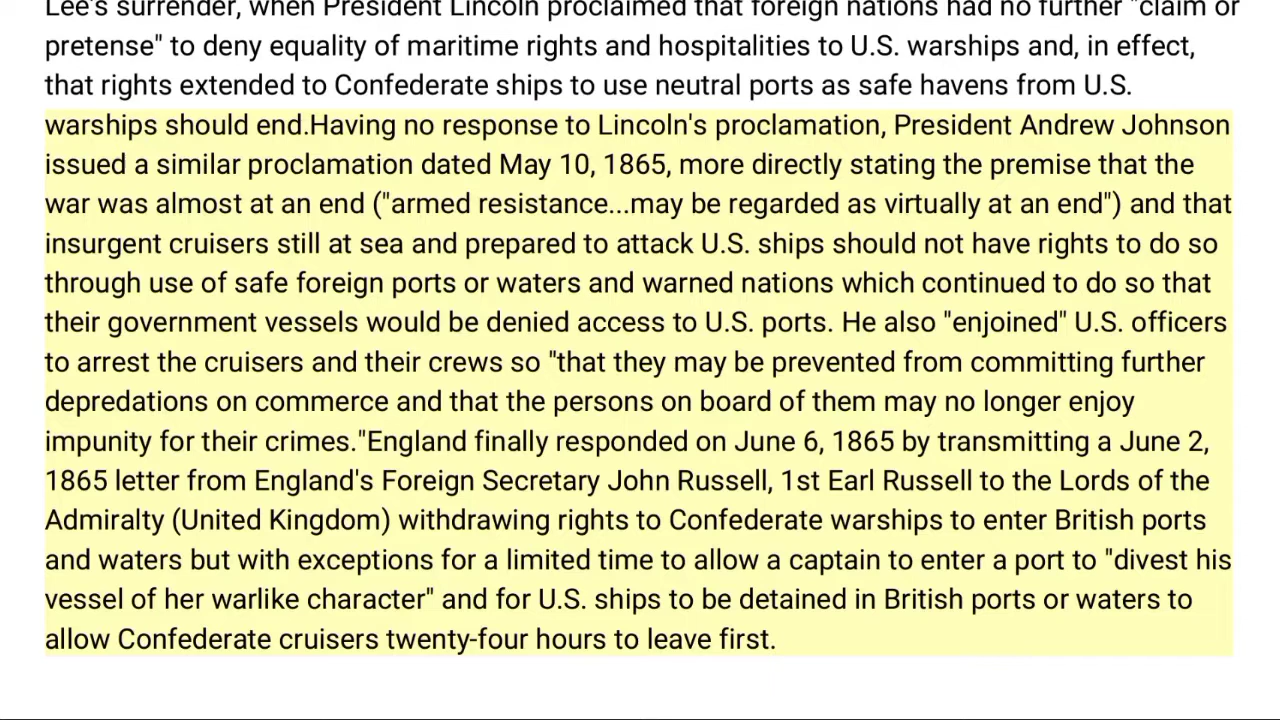 Lee's surrender, when President Lincoln proclaimed that foreign nations had no further "claim or
pretense" to deny equality of maritime rights and hospitalities to U.S. warships and, in effect,
that rights extended to Confederate ships to use neutral ports as safe havens from U.S.
warships should end.Having no response to Lincoln's proclamation, President Andrew Johnson
issued a similar proclamation dated May 10, 1865, more directly stating the premise that the
war was almost at an end ("armed resistance...may be regarded as virtually at an end") and that
insurgent cruisers still at sea and prepared to attack U.S. ships should not have rights to do so
through use of safe foreign ports or waters and warned nations which continued to do so that
their government vessels would be denied access to U.S. ports. He also "enjoined" U.S. officers
to arrest the cruisers and their crews so "that they may be prevented from committing further
depredations on commerce and that the persons on board of them may no longer enjoy
impunity for their crimes."England finally responded on June 6, 1865 by transmitting a June 2,
1865 letter from England's Foreign Secretary John Russell, 1st Earl Russell to the Lords of the
Admiralty (United Kingdom) withdrawing rights to Confederate warships to enter British ports
and waters but with exceptions for a limited time to allow a captain to enter a port to "divest his
vessel of her warlike character" and for U.S. ships to be detained in British ports or waters to
allow Confederate cruisers twenty-four hours to leave first.